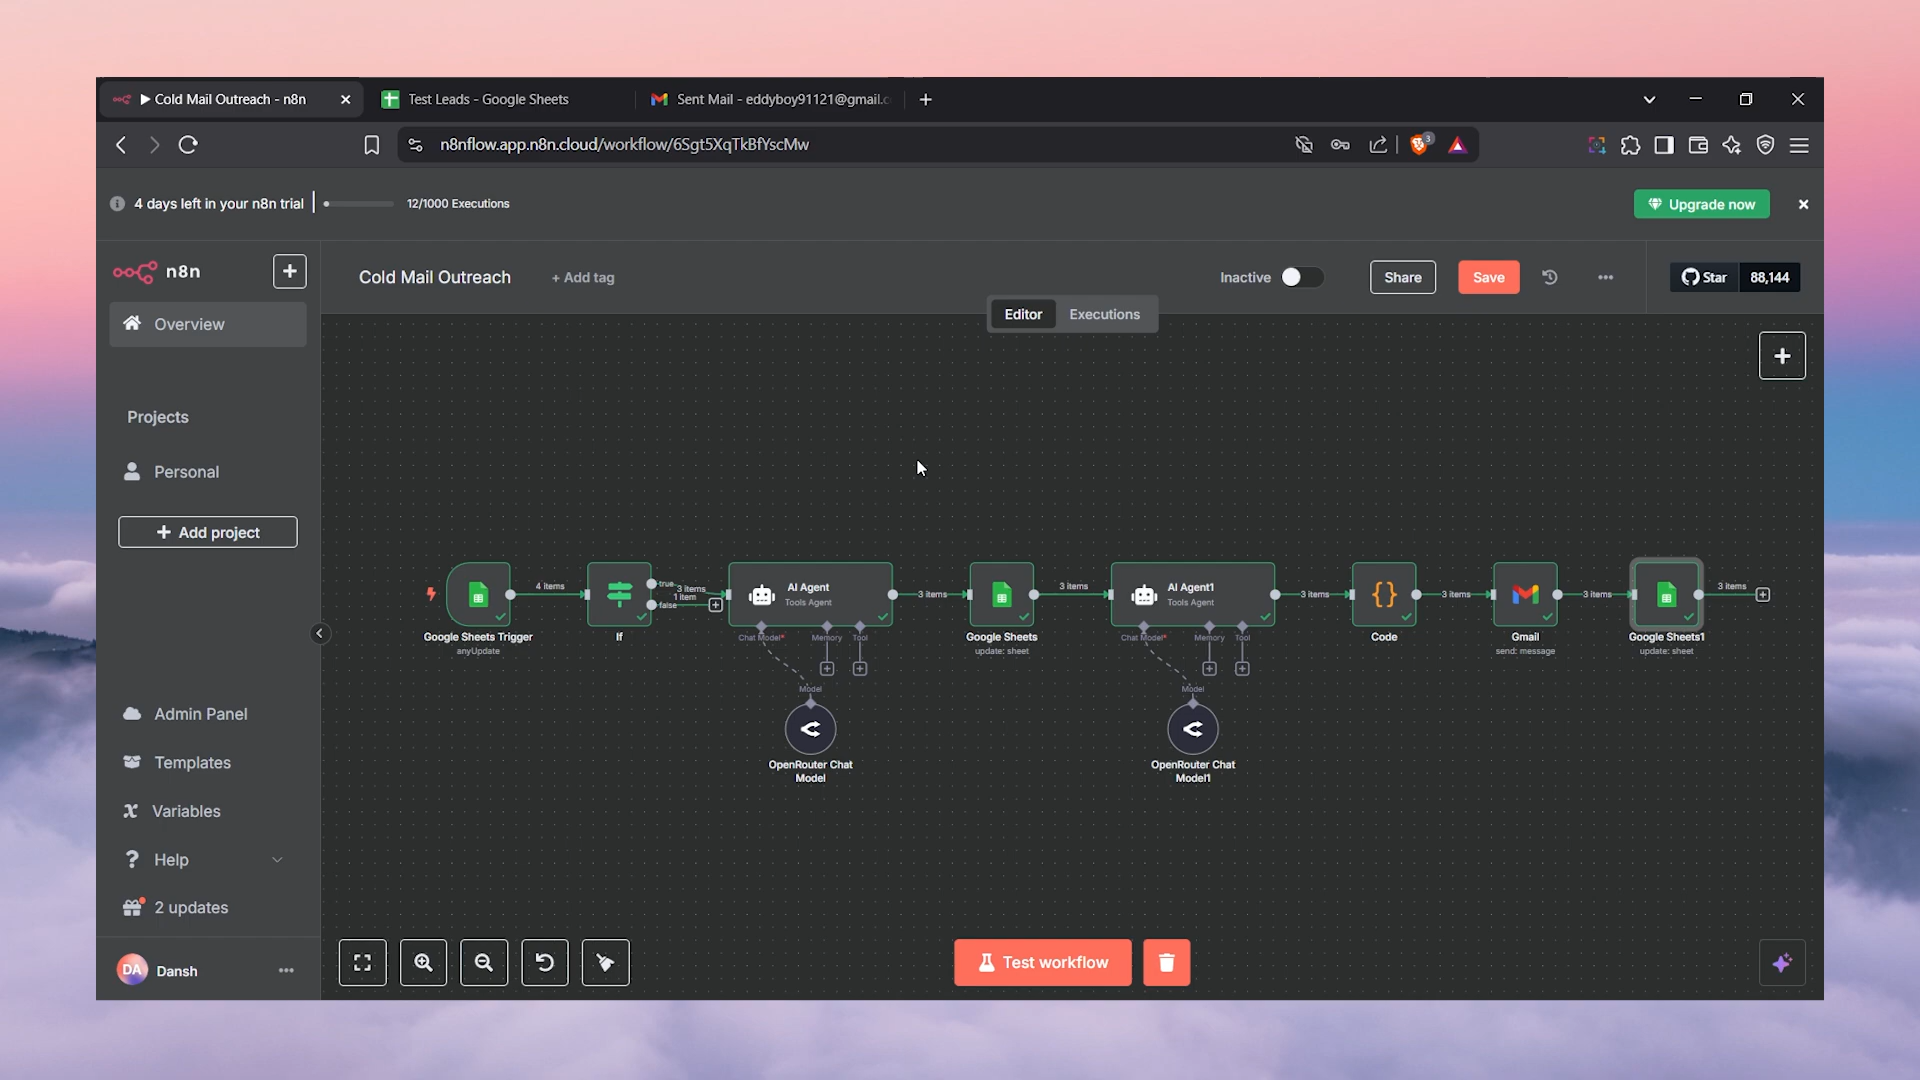 Cold Mail Outreach - n8n
Test Leads - Google Sheets
Sent Mail - eddyboy91121@gmail.c
n8nflow.app.n8n.cloud/workflow/6Sgt5XqTkBfYscMw
3
4 days left in your n8n trial
12/1000 Executions
Upgrade now
n8n
Cold Mail Outreach
+ Add tag
Inactive
Share
Save
Star
88,144
Editor
Executions
Overview
Projects
Personal
Add project
Admin Panel
Templates
Variables
Help
2 updates
DA
Dansh
4 items
true
3 items
1 item
false
AI Agent
Tools Agent
3 items
3 items
AI Agent1
Tools Agent
3 items
3 items
3 items
3 items
Google Sheets Trigger
anyUpdate
If
Chat Model*
Memory
Tool
Google Sheets
update: sheet
Chat Model*
Memory
Tool
Code
Gmail
send: message
Google Sheets1
update: sheet
Model
Model
OpenRouter Chat
Model
OpenRouter Chat
Model1
Test workflow